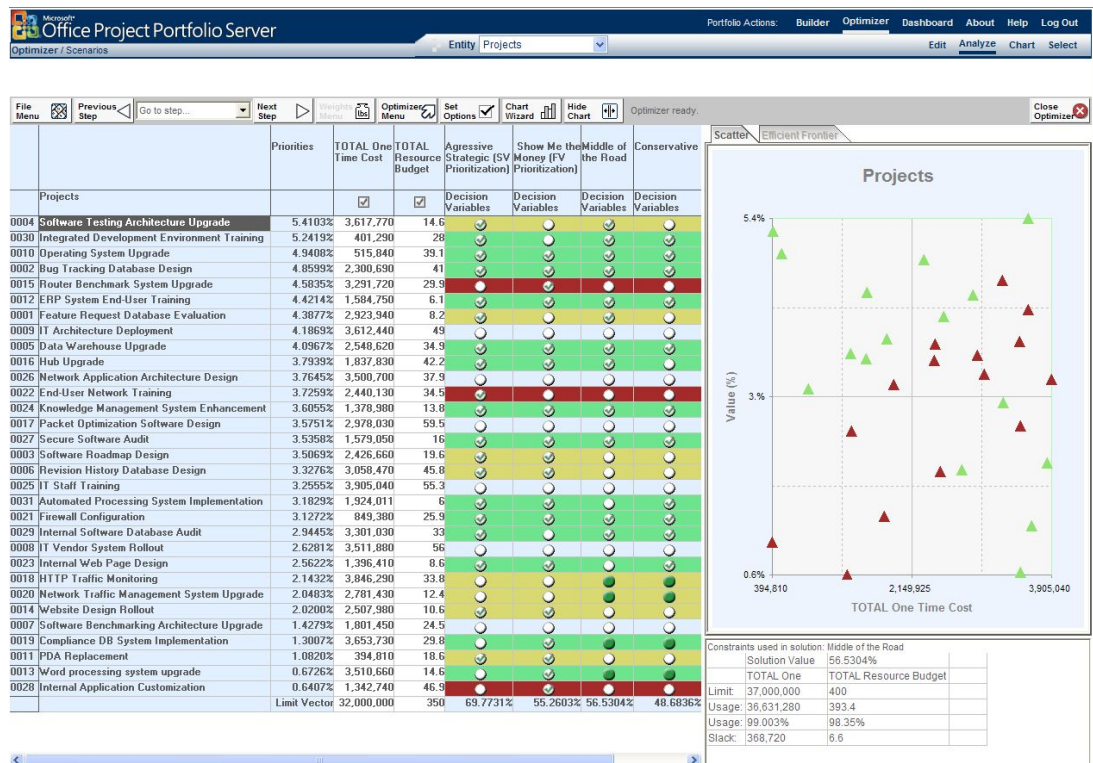 Microsoft®
Office Project Portfolio Server
Portfolio Actions: Builder Optimizer Dashboard About Help Log Out
Optimizer / Scenarios
Entity Projects
Edit Analyze Chart Select
File Menu Previous Step Go to step... Next Step Weights Menu lbs Optimizer Menu Set Options Chart Wizard Hide Chart Optimizer ready. Close Optimizer
Priorities TOTAL One Time Cost TOTAL Resource Budget Agressive Strategic (SV Prioritization) Show Me the Money (FV Prioritization) Middle of the Road Conservative
Projects Decision Variables Decision Variables Decision Variables Decision Variables
0004 Software Testing Architecture Upgrade 5.4103% 3,617,770 14.6
0030 Integrated Development Environment Training 5.2419% 401,290 28
0010 Operating System Upgrade 4.9408% 515,840 39.1
0002 Bug Tracking Database Design 4.8599% 2,300,690 41
0015 Router Benchmark System Upgrade 4.5835% 3,291,720 29.9
0012 ERP System End-User Training 4.4214% 1,584,750 6.1
0001 Feature Request Database Evaluation 4.3877% 2,923,940 8.2
0009 IT Architecture Deployment 4.1869% 3,612,440 49
0005 Data Warehouse Upgrade 4.0967% 2,548,620 34.9
0016 Hub Upgrade 3.7939% 1,837,830 42.2
0026 Network Application Architecture Design 3.7645% 3,500,700 37.9
0022 End-User Network Training 3.7259% 2,440,130 34.5
0024 Knowledge Management System Enhancement 3.6055% 1,378,980 13.8
0017 Packet Optimization Software Design 3.5751% 2,978,030 59.5
0027 Secure Software Audit 3.5358% 1,579,050 16
0003 Software Roadmap Design 3.5069% 2,426,660 19.6
0006 Revision History Database Design 3.3276% 3,058,470 45.8
0025 IT Staff Training 3.2555% 3,905,040 55.3
0031 Automated Processing System Implementation 3.1829% 1,924,011 6
0021 Firewall Configuration 3.1272% 849,380 25.9
0029 Internal Software Database Audit 2.9445% 3,301,030 33
0008 IT Vendor System Rollout 2.6281% 3,511,880 56
0023 Internal Web Page Design 2.5622% 1,396,410 8.6
0018 HTTP Traffic Monitoring 2.1432% 3,846,290 33.8
0020 Network Traffic Management System Upgrade 2.0483% 2,781,430 12.4
0014 Website Design Rollout 2.0200% 2,507,980 10.6
0007 Software Benchmarking Architecture Upgrade 1.4279% 1,801,450 24.5
0019 Compliance DB System Implementation 1.3007% 3,653,730 29.8
0011 PDA Replacement 1.0820% 394,810 18.6
0013 Word processing system upgrade 0.6726% 3,510,660 14.6
0028 Internal Application Customization 0.6407% 1,342,740 46.9
Limit Vector 32,000,000 350 69.7731% 55.2603% 56.5304% 48.6836%
Scatter Efficient Frontier
Projects
5.4%
3.%
0.6%
Value (%)
394,810 2,149,925 3,905,040
TOTAL One Time Cost
Constraints used in solution: Middle of the Road
Solution Value 56.5304%
TOTAL One TOTAL Resource Budget
Limit: 37,000,000 400
Usage: 36,631,280 393.4
Usage: 99.003% 98.35%
Slack: 368,720 6.6